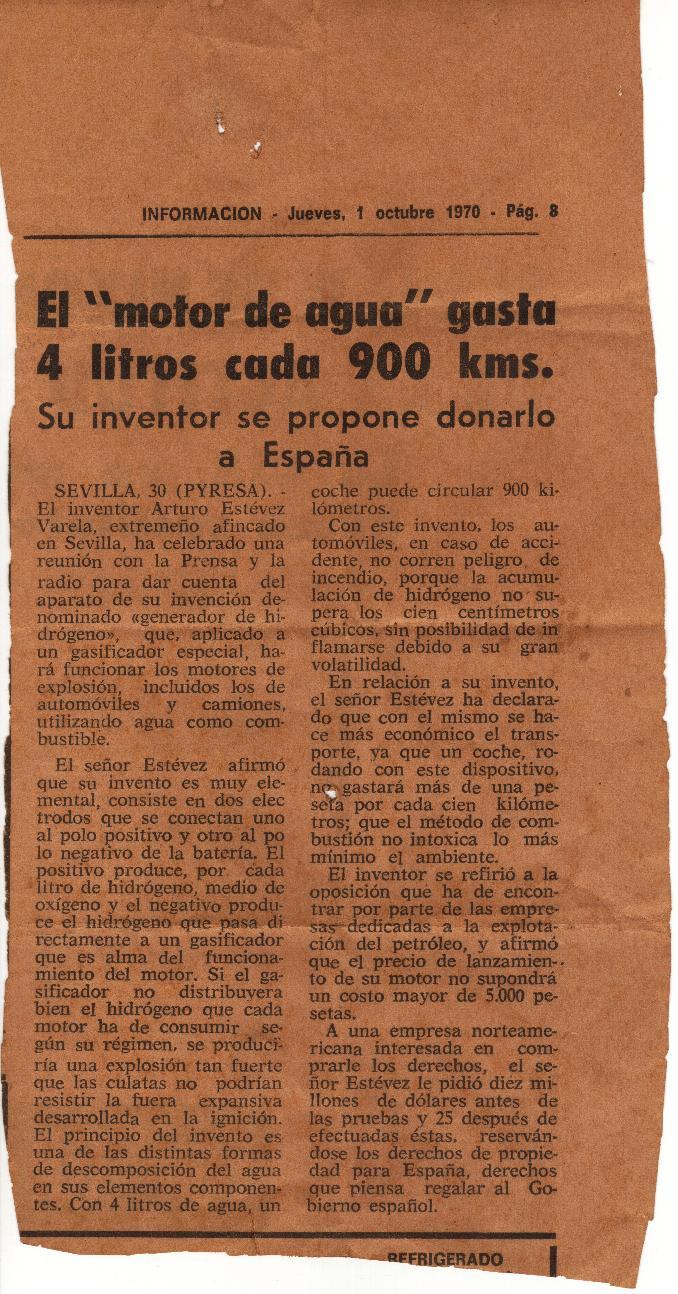 INFORMACION - Jueves, 1 octubre 1970 - Pág. 8
El "motor de agua" gasta
4 litros cada 900 kms.
Su inventor se propone donarlo
a España
SEVILLA, 30 (PYRESA). -
El inventor Arturo Estévez
Varela, extremeño afincado
en Sevilla, ha celebrado una
reunión con la Prensa y la
radio para dar cuenta del
aparato de su invención de-
nominado «generador de hi-
drógeno», que, aplicado a
un gasificador especial, ha-
rá funcionar los motores de
explosión, incluidos los de
automóviles y camiones,
utilizando agua como com-
bustible.
El señor Estévez afirmó
que su invento es muy ele-
mental, consiste en dos elec
trodos que se conectan uno
al polo positivo y otro al po
lo negativo de la batería. El
positivo produce, por cada
litro de hidrógeno, medio de
oxígeno y el negativo produ-
ce el hidrógeno que pasa di
rectamente a un gasificador
que es alma del funciona-
miento del motor. Si el ga-
sificador no distribuyera
bien el hidrógeno que cada
motor ha de consumir se-
gún su régimen, se produci-
ría una explosión tan fuerte
que las culatas no podrían
resistir la fuera expansiva
desarrollada en la ignición.
El principio del invento es
una de las distintas formas
de descomposición del agua
en sus elementos componen-
tes. Con 4 litros de agua, un
coche puede circular 900 ki-
lómetros.
Con este invento, los au-
tomóviles, en caso de acci-
dente, no corren peligro de
incendio, porque la acumu-
lación de hidrógeno no su-
pera los cien centímetros
cúbicos, sin posibilidad de in
flamarse debido a su gran
volatilidad.
En relación a su invento,
el señor Estévez ha declara-
do que con el mismo se ha-
ce más económico el trans-
porte, ya que un coche, ro-
dando con este dispositivo,
no gastará más de una pe-
seta por cada cien kilóme-
tros; que el método de com-
bustión no intoxica lo más
mínimo el ambiente.
El inventor se refirió a la
oposición que ha de encon-
trar por parte de las empre-
sas dedicadas a la explota-
ción del petróleo, y afirmó
que el precio de lanzamien-
to de su motor no supondrá
un costo mayor de 5.000 pe-
setas.
A una empresa norteame-
ricana interesada en com-
prarle los derechos, el se-
ñor Estévez le pidió diez mi-
llones de dólares antes de
las pruebas y 25 después de
efectuadas éstas, reserván-
dose los derechos de propie-
dad para España, derechos
que piensa regalar al Go-
bierno español.
REFRIGERADO